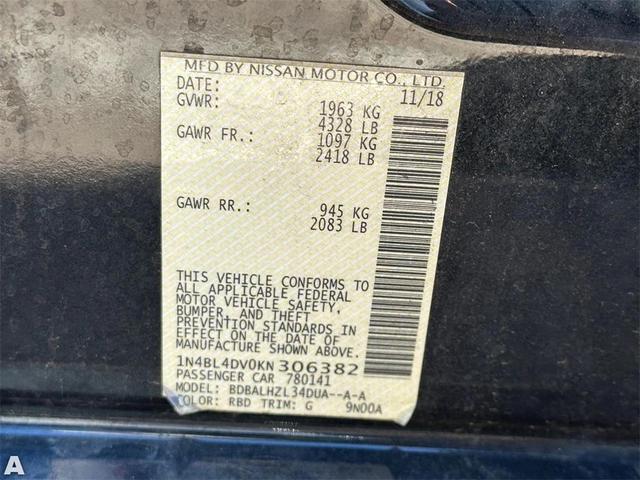 MFD BY NISSAN MOTOR CO., LTD.
DATE: 11/18
GVWR: 1963 KG
4328 LB
GAWR FR.: 1097 KG
2418 LB
GAWR RR.: 945 KG
2083 LB
THIS VEHICLE CONFORMS TO
ALL APPLICABLE FEDERAL
MOTOR VEHICLE SAFETY,
BUMPER, AND THEFT
PREVENTION STANDARDS IN
EFFECT ON THE DATE OF
MANUFACTURE SHOWN ABOVE.
1N4BL4DV0KN306382
PASSENGER CAR 780141
MODEL: BDBALHZL34DUA--A-A
COLOR: RBD TRIM: G 9N00A
A